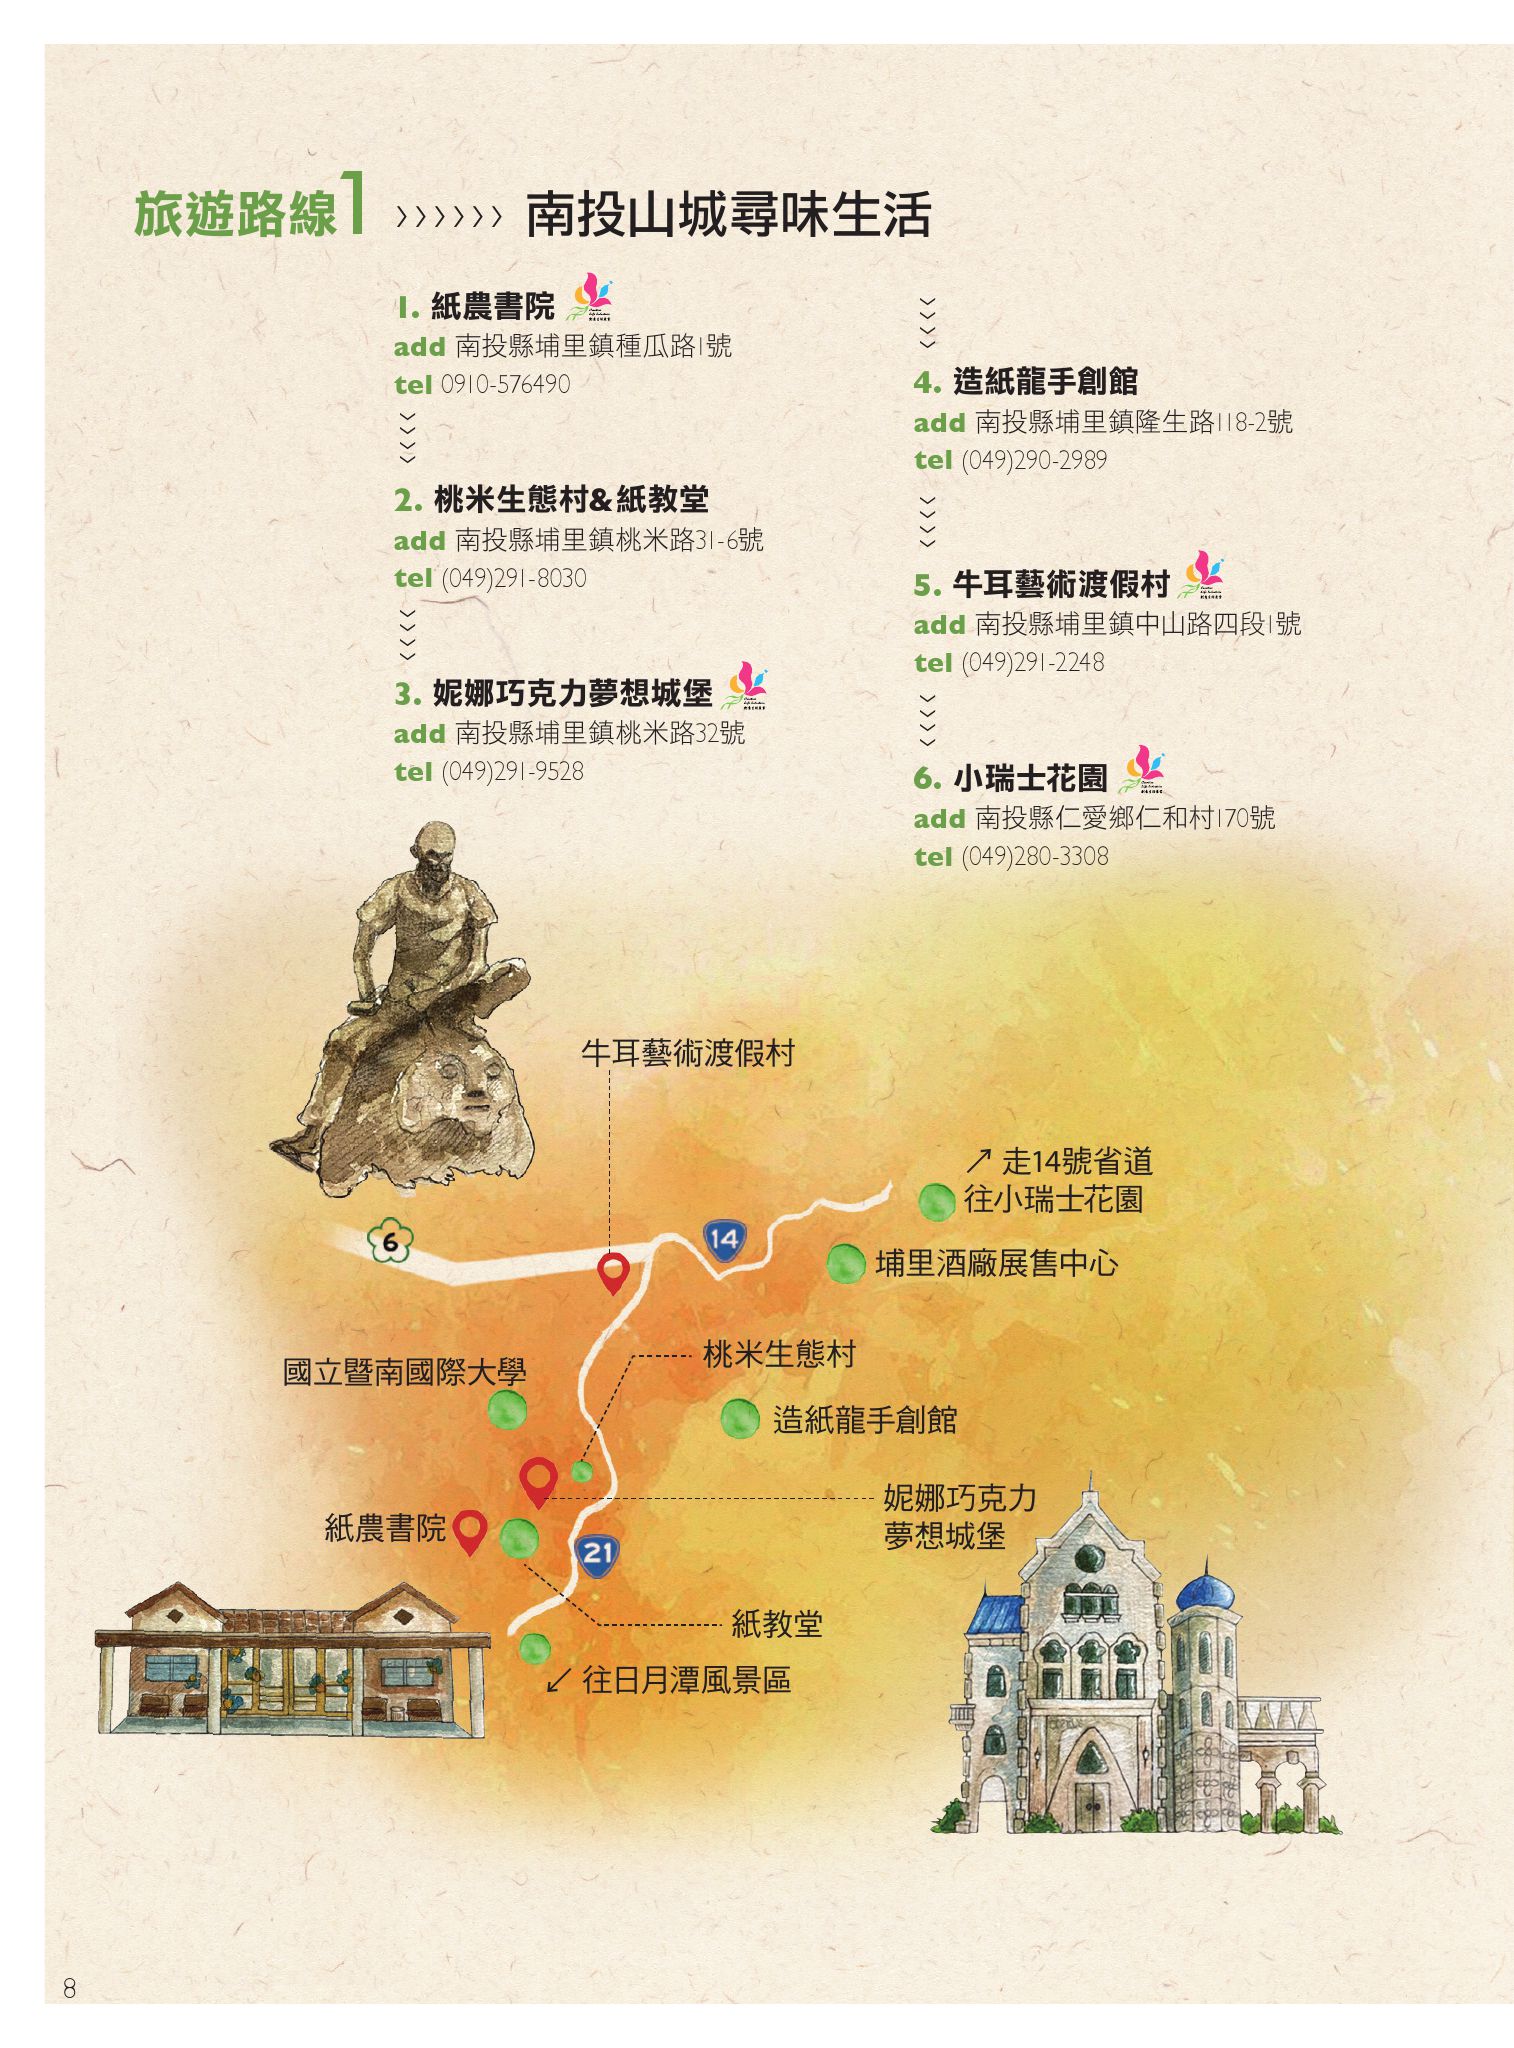 旅遊路線1 >>>>>> 南投山城尋味生活
1. 紙農書院
add 南投縣埔里鎮種瓜路1號
tel 0910-576490
2. 桃米生態村&紙教堂
add 南投縣埔里鎮桃米路31-6號
tel (049)291-8030
3. 妮娜巧克力夢想城堡
add 南投縣埔里鎮桃米路32號
tel (049)291-9528
4. 造紙龍手創館
add 南投縣埔里鎮隆生路118-2號
tel (049)290-2989
5. 牛耳藝術渡假村
add 南投縣埔里鎮中山路四段1號
tel (049)291-2248
6. 小瑞士花園
add 南投縣仁愛鄉仁和村170號
tel (049)280-3308
牛耳藝術渡假村
↗ 走14號省道
往小瑞士花園
6
14
埔里酒廠展售中心
桃米生態村
國立暨南國際大學
造紙龍手創館
妮娜巧克力
夢想城堡
紙農書院
21
紙教堂
↙ 往日月潭風景區
8